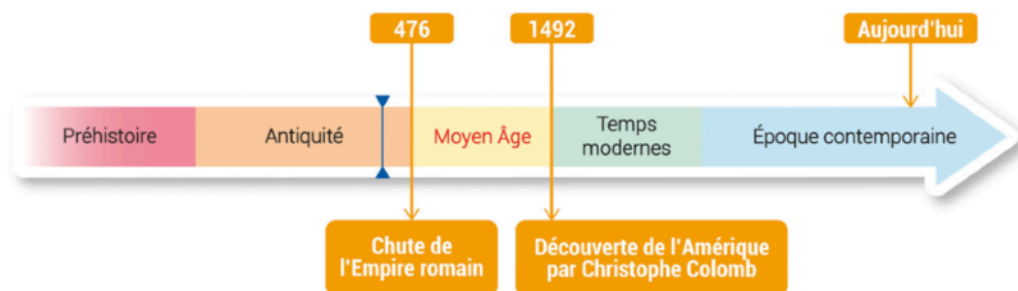 476
1492
Aujourd'hui
Préhistoire
Antiquité
Moyen Âge
Temps
modernes
Époque contemporaine
Chute de
l'Empire romain
Découverte de l'Amérique
par Christophe Colomb